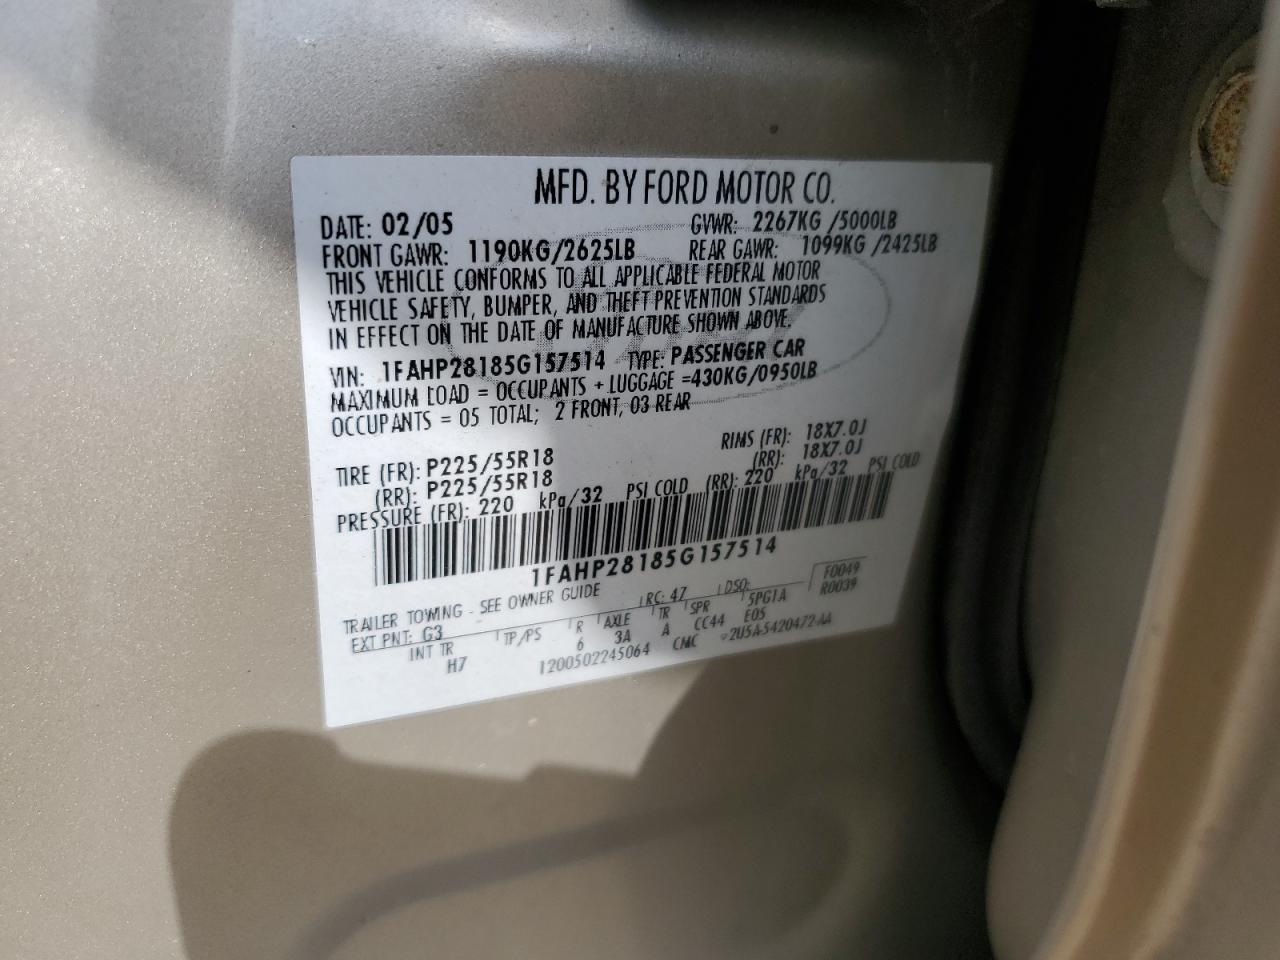 MFD. BY FORD MOTOR CO.
DATE: 02/05 GVWR: 2267KG /5000LB
FRONT GAWR: 1190KG/2625LB REAR GAWR: 1099KG /2425LB
THIS VEHICLE CONFORMS TO ALL APPLICABLE FEDERAL MOTOR
VEHICLE SAFETY, BUMPER, AND THEFT PREVENTION STANDARDS
IN EFFECT ON THE DATE OF MANUFACTURE SHOWN ABOVE.
VIN: 1FAHP28185G157514 TYPE: PASSENGER CAR
MAXIMUM LOAD = OCCUPANTS + LUGGAGE =430KG/0950LB
OCCUPANTS = 05 TOTAL; 2 FRONT, 03 REAR
TIRE (FR): P225/55R18 RIMS (FR): 18X7.0J
(RR): P225/55R18 (RR): 18X7.0J
PRESSURE (FR): 220 kPa/32 PSI COLD (RR): 220 kPa/32 PSI COLD
1FAHP28185G157514
TRAILER TOWING - SEE OWNER GUIDE
EXT PNT: G3 RC: 47 DSO: F0049
INT TR TP/PS R AXLE TR SPR 5PG1A R0039
H7 6 3A A CC44 E05
1200502245064 CMC 2U5A-5420472-AA